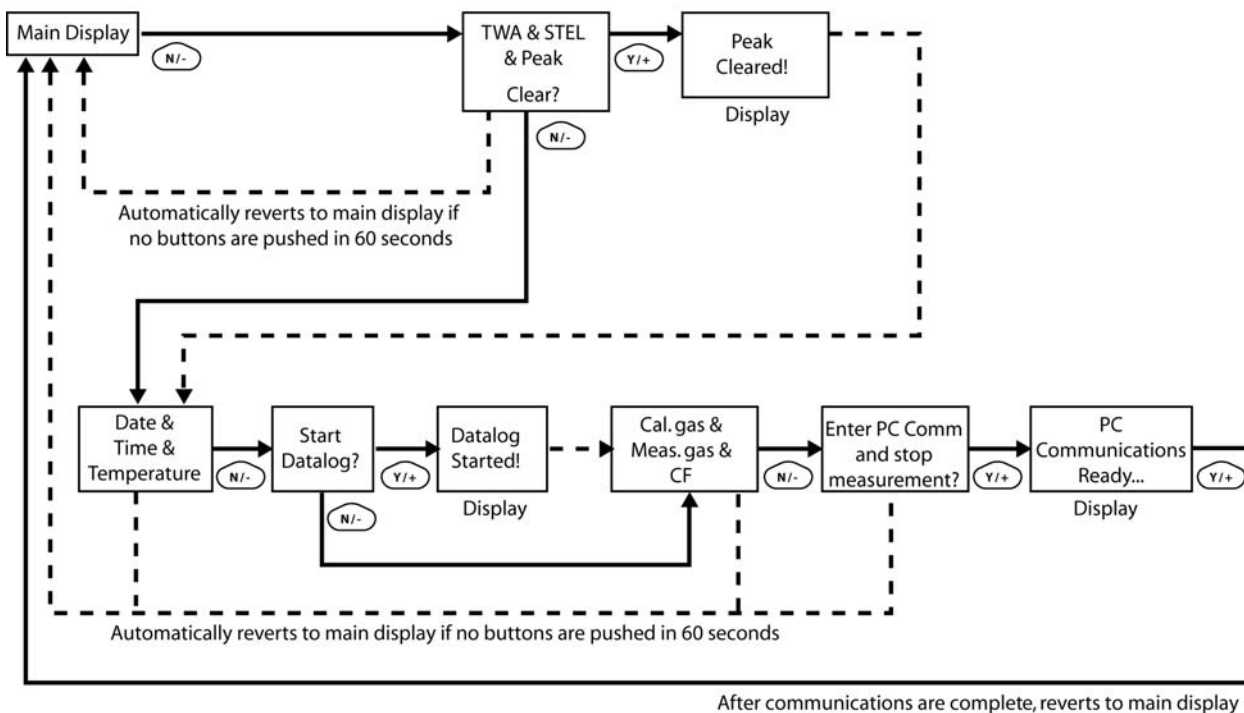 Main Display
N/-
TWA & STEL
& Peak
Clear?
Y/+
Peak
Cleared!
Display
N/-
Automatically reverts to main display if
no buttons are pushed in 60 seconds
Date &
Time &
Temperature
N/-
Start
Datalog?
Y/+
N/-
Datalog
Started!
Display
Cal. gas &
Meas. gas &
CF
N/-
Enter PC Comm
and stop
measurement?
Y/+
PC
Communications
Ready...
Display
Y/+
Automatically reverts to main display if no buttons are pushed in 60 seconds
After communications are complete, reverts to main display